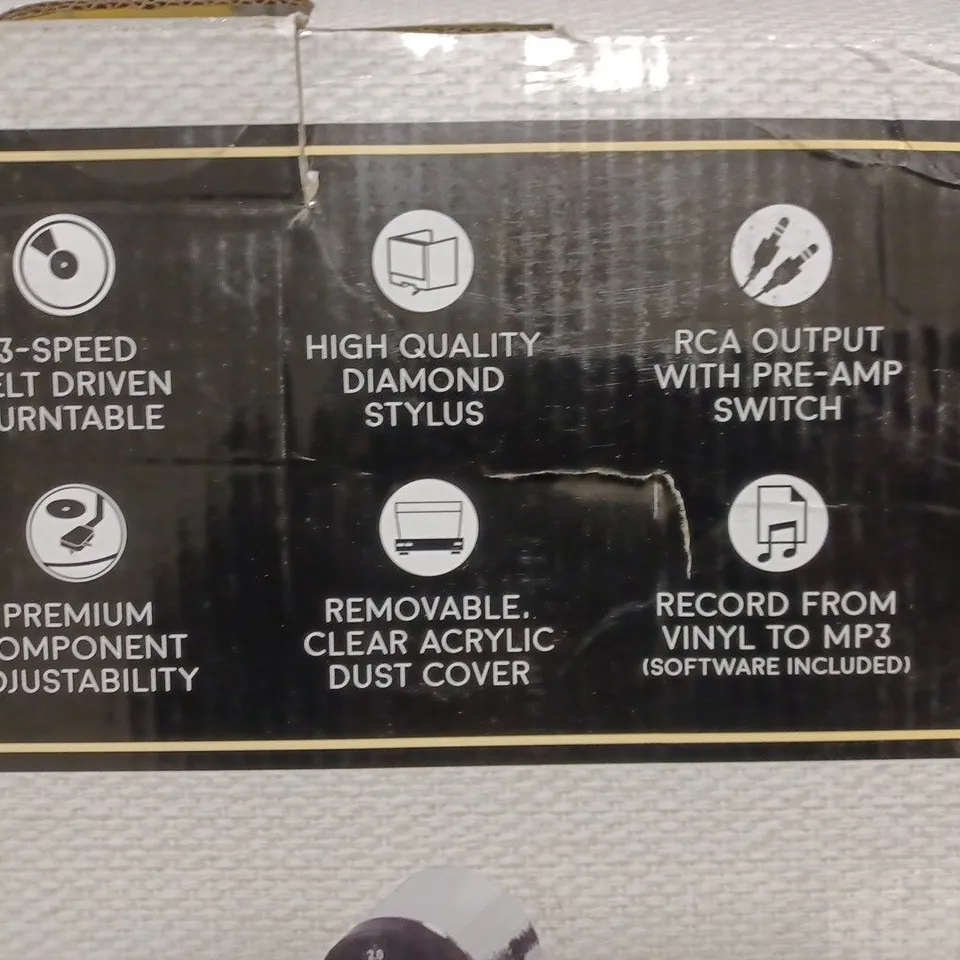 3-SPEED
ELT DRIVEN
URNTABLE
HIGH QUALITY
DIAMOND
STYLUS
RCA OUTPUT
WITH PRE-AMP
SWITCH
PREMIUM
OMPONENT
DJUSTABILITY
REMOVABLE,
CLEAR ACRYLIC
DUST COVER
RECORD FROM
VINYL TO MP3
(SOFTWARE INCLUDED)